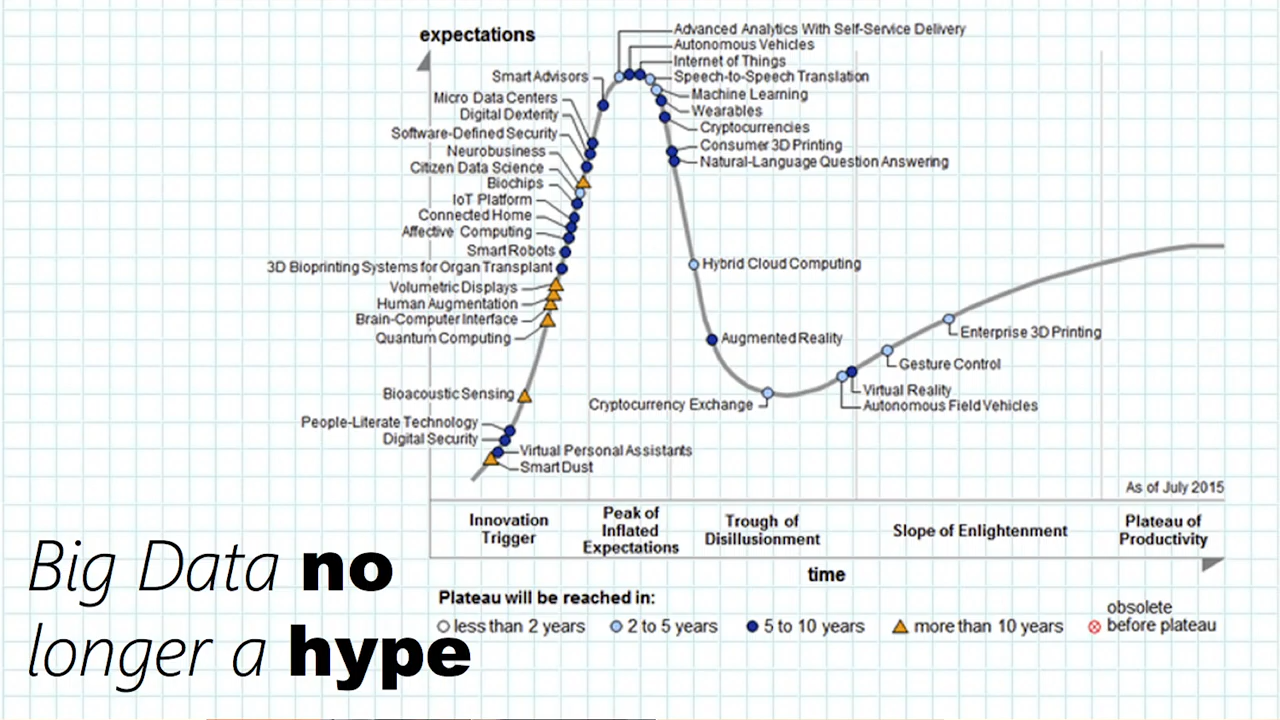 expectations
Advanced Analytics With Self-Service Delivery
Autonomous Vehicles
Internet of Things
Smart Advisors
Speech-to-Speech Translation
Micro Data Centers
Machine Learning
Digital Dexterity
Wearables
Software-Defined Security
Cryptocurrencies
Neurobusiness
Consumer 3D Printing
Citizen Data Science
Natural-Language Question Answering
Biochips
IoT Platform
Connected Home
Affective Computing
Smart Robots
3D Bioprinting Systems for Organ Transplant
Hybrid Cloud Computing
Volumetric Displays
Human Augmentation
Brain-Computer Interface
Quantum Computing
Augmented Reality
Enterprise 3D Printing
Gesture Control
Virtual Reality
Autonomous Field Vehicles
Cryptocurrency Exchange
Bioacoustic Sensing
People-Literate Technology
Digital Security
Virtual Personal Assistants
Smart Dust
As of July 2015
Innovation
Trigger
Peak of
Inflated
Expectations
Trough of
Disillusionment
Slope of Enlightenment
Plateau of
Productivity
time
Plateau will be reached in:
less than 2 years
2 to 5 years
5 to 10 years
more than 10 years
obsolete
before plateau
Big Data no
longer a hype